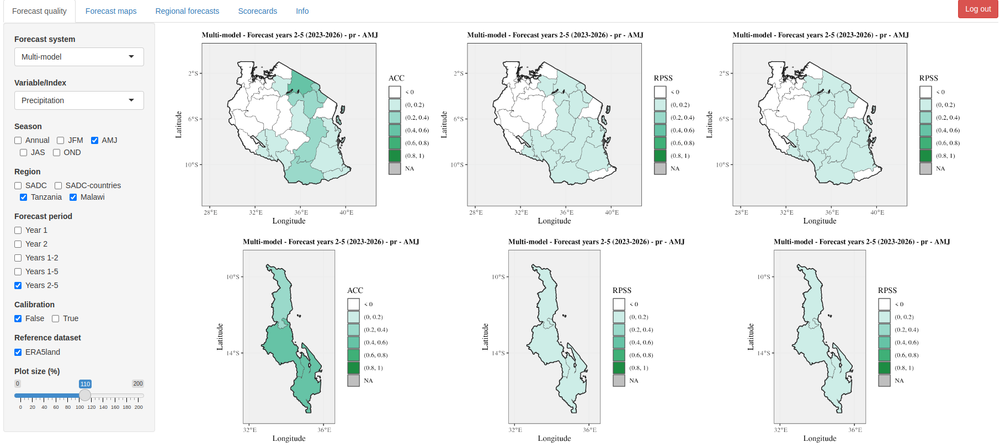 Forecast quality Forecast maps Regional forecasts Scorecards Info Log out
Forecast system
Multi-model
Variable/Index
Precipitation
Season
Annual JFM AMJ
JAS OND
Region
SADC SADC-countries
Tanzania Malawi
Forecast period
Year 1
Year 2
Years 1-2
Years 1-5
Years 2-5
Calibration
False True
Reference dataset
ERA5land
Plot size (%)
0 110 200
0 20 40 60 80 100 120 140 160 180 200
Multi-model - Forecast years 2-5 (2023-2026) - pr - AMJ
Latitude
2°S
6°S
10°S
28°E 32°E 36°E 40°E
Longitude
ACC
< 0
(0, 0.2)
(0.2, 0.4)
(0.4, 0.6)
(0.6, 0.8)
(0.8, 1)
NA
Multi-model - Forecast years 2-5 (2023-2026) - pr - AMJ
Latitude
2°S
6°S
10°S
28°E 32°E 36°E 40°E
Longitude
RPSS
< 0
(0, 0.2)
(0.2, 0.4)
(0.4, 0.6)
(0.6, 0.8)
(0.8, 1)
NA
Multi-model - Forecast years 2-5 (2023-2026) - pr - AMJ
Latitude
2°S
6°S
10°S
28°E 32°E 36°E 40°E
Longitude
RPSS
< 0
(0, 0.2)
(0.2, 0.4)
(0.4, 0.6)
(0.6, 0.8)
(0.8, 1)
NA
Multi-model - Forecast years 2-5 (2023-2026) - pr - AMJ
Latitude
10°S
14°S
32°E 36°E
Longitude
ACC
< 0
(0, 0.2)
(0.2, 0.4)
(0.4, 0.6)
(0.6, 0.8)
(0.8, 1)
NA
Multi-model - Forecast years 2-5 (2023-2026) - pr - AMJ
Latitude
10°S
14°S
32°E 36°E
Longitude
RPSS
< 0
(0, 0.2)
(0.2, 0.4)
(0.4, 0.6)
(0.6, 0.8)
(0.8, 1)
NA
Multi-model - Forecast years 2-5 (2023-2026) - pr - AMJ
Latitude
10°S
14°S
32°E 36°E
Longitude
RPSS
< 0
(0, 0.2)
(0.2, 0.4)
(0.4, 0.6)
(0.6, 0.8)
(0.8, 1)
NA